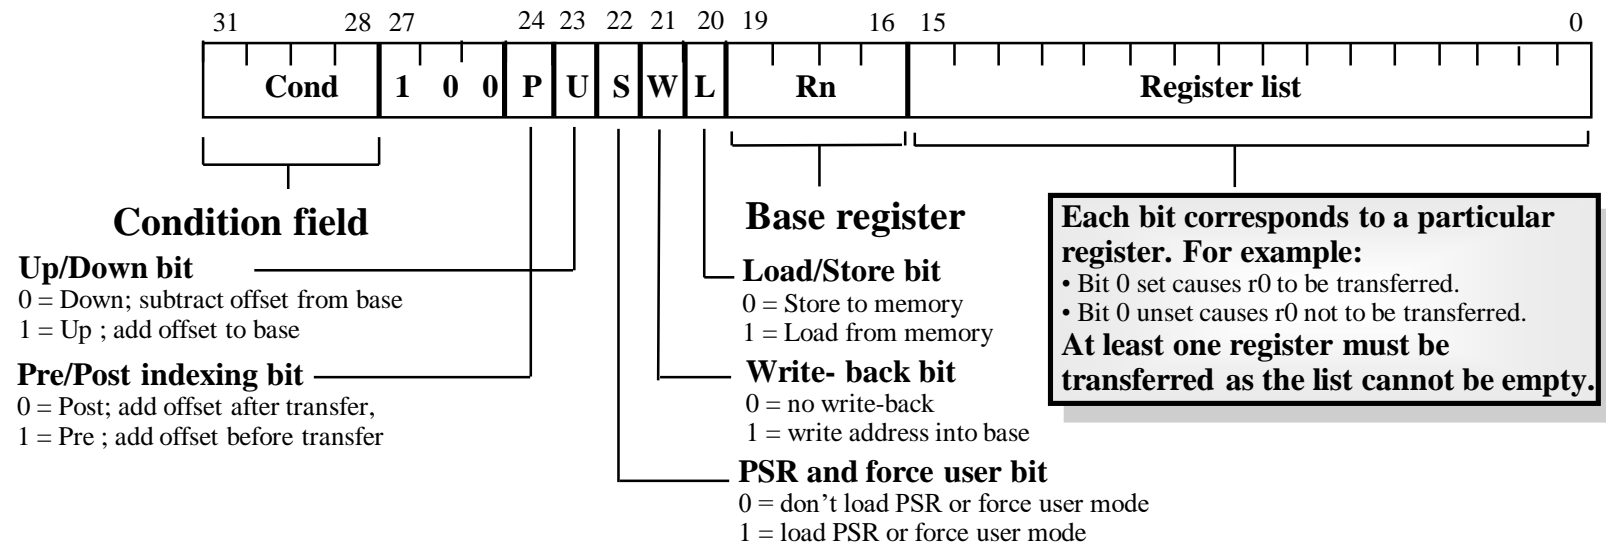 31 28 27 24 23 22 21 20 19 16 15 0
Cond 1 0 0 P U S W L Rn Register list
Condition field
Up/Down bit
0 = Down; subtract offset from base
1 = Up ; add offset to base
Pre/Post indexing bit
0 = Post; add offset after transfer,
1 = Pre ; add offset before transfer
Base register
Load/Store bit
0 = Store to memory
1 = Load from memory
Write- back bit
0 = no write-back
1 = write address into base
PSR and force user bit
0 = don’t load PSR or force user mode
1 = load PSR or force user mode
Each bit corresponds to a particular
register. For example:
• Bit 0 set causes r0 to be transferred.
• Bit 0 unset causes r0 not to be transferred.
At least one register must be
transferred as the list cannot be empty.